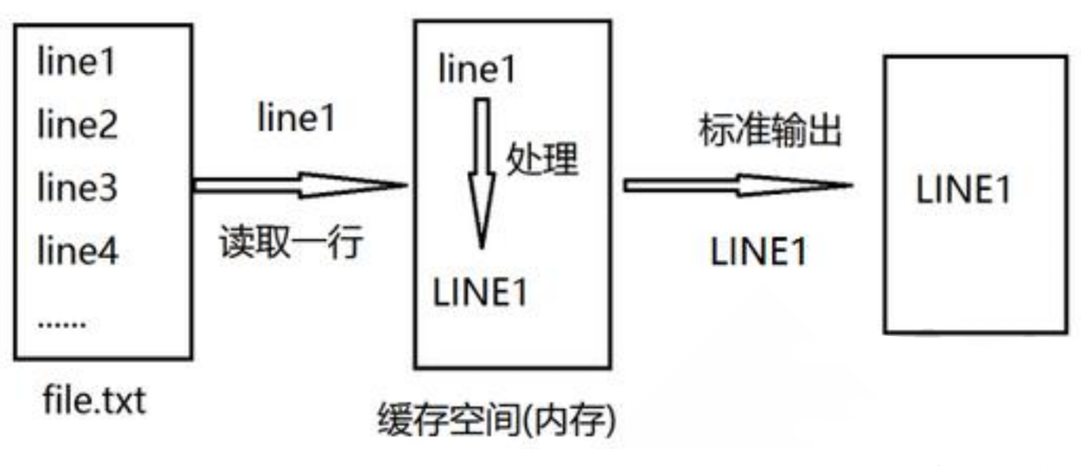 line1
line2
line3
line4
......
file.txt
line1
读取一行
line1
处理
LINE1
缓存空间(内存)
标准输出
LINE1
LINE1